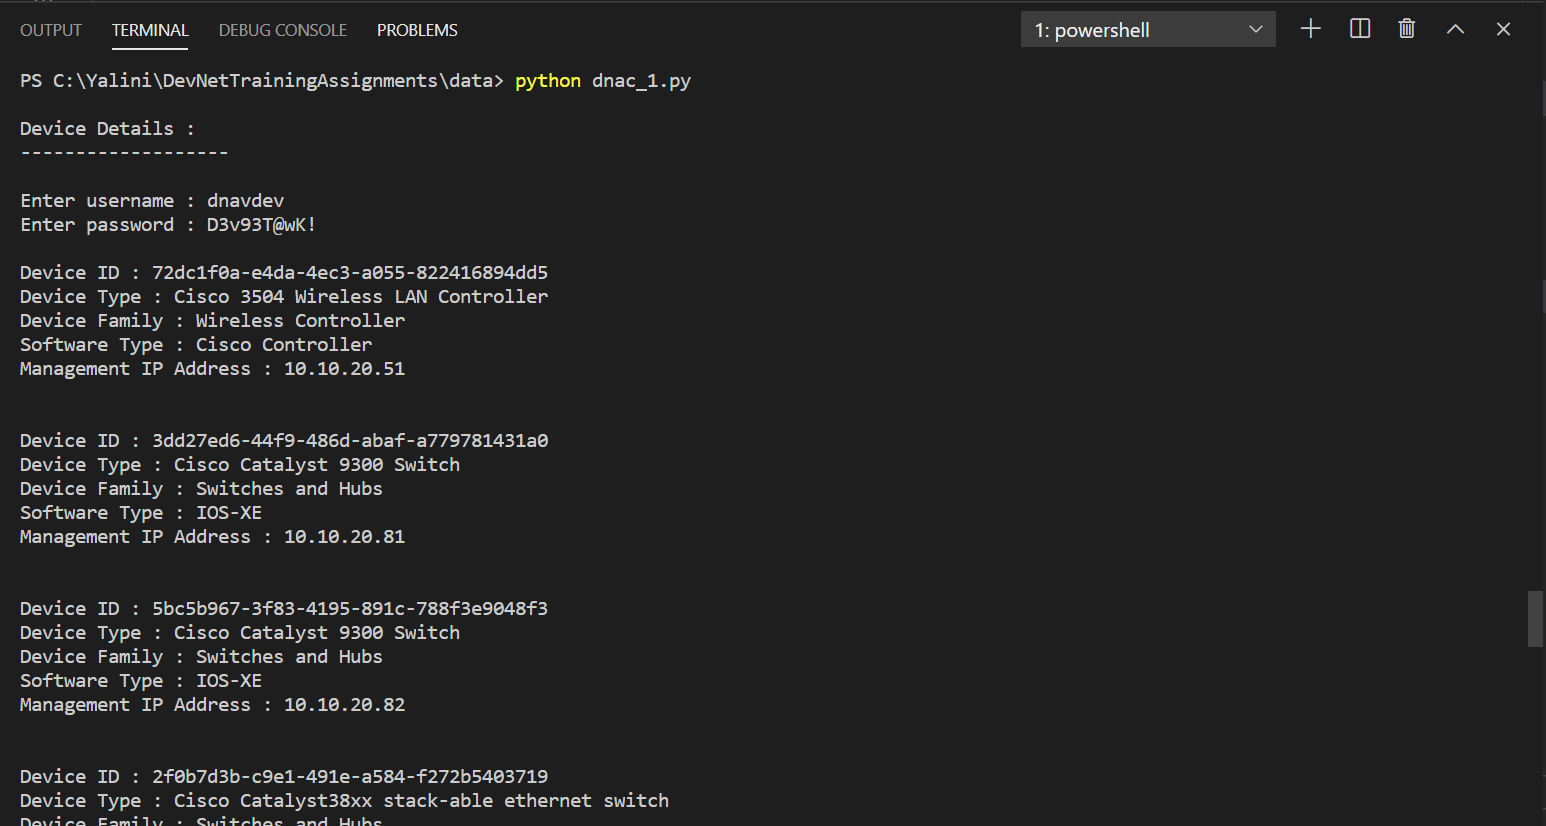 OUTPUT TERMINAL DEBUG CONSOLE PROBLEMS 1: powershell
PS C:\Yalini\DevNetTrainingAssignments\data> python dnac_1.py
Device Details :
-------------------
Enter username : dnavdev
Enter password : D3v93T@wK!
Device ID : 72dc1f0a-e4da-4ec3-a055-822416894dd5
Device Type : Cisco 3504 Wireless LAN Controller
Device Family : Wireless Controller
Software Type : Cisco Controller
Management IP Address : 10.10.20.51
Device ID : 3dd27ed6-44f9-486d-abaf-a779781431a0
Device Type : Cisco Catalyst 9300 Switch
Device Family : Switches and Hubs
Software Type : IOS-XE
Management IP Address : 10.10.20.81
Device ID : 5bc5b967-3f83-4195-891c-788f3e9048f3
Device Type : Cisco Catalyst 9300 Switch
Device Family : Switches and Hubs
Software Type : IOS-XE
Management IP Address : 10.10.20.82
Device ID : 2f0b7d3b-c9e1-491e-a584-f272b5403719
Device Type : Cisco Catalyst38xx stack-able ethernet switch
Device Family : Switches and Hubs